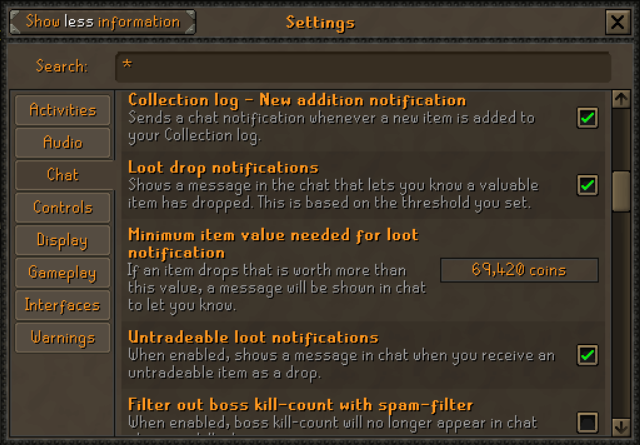 Show less information
Settings
Search: *
Activities
Audio
Chat
Controls
Display
Gameplay
Interfaces
Warnings
Collection log - New addition notification
Sends a chat notification whenever a new item is added to
your Collection log.
Loot drop notifications
Shows a message in the chat that lets you know a valuable
item has dropped. This is based on the threshold you set.
Minimum item value needed for loot
notification
If an item drops that is worth more than
this value, a message will be shown in chat
to let you know.
69,420 coins
Untradeable loot notifications
When enabled, shows a message in chat when you receive an
untradeable item as a drop.
Filter out boss kill-count with spam-filter
When enabled, boss kill-count will no longer appear in chat